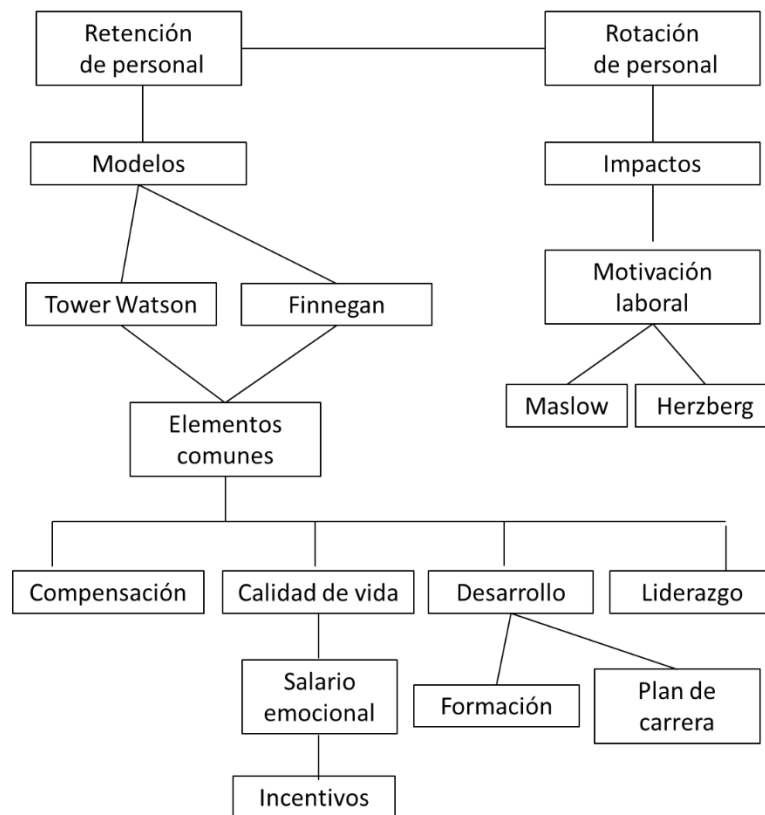 Retención
de personal
Rotación
de personal
Modelos
Impactos
Tower Watson
Finnegan
Motivación
laboral
Maslow
Herzberg
Elementos
comunes
Compensación
Calidad de vida
Desarrollo
Liderazgo
Salario
emocional
Formación
Plan de
carrera
Incentivos